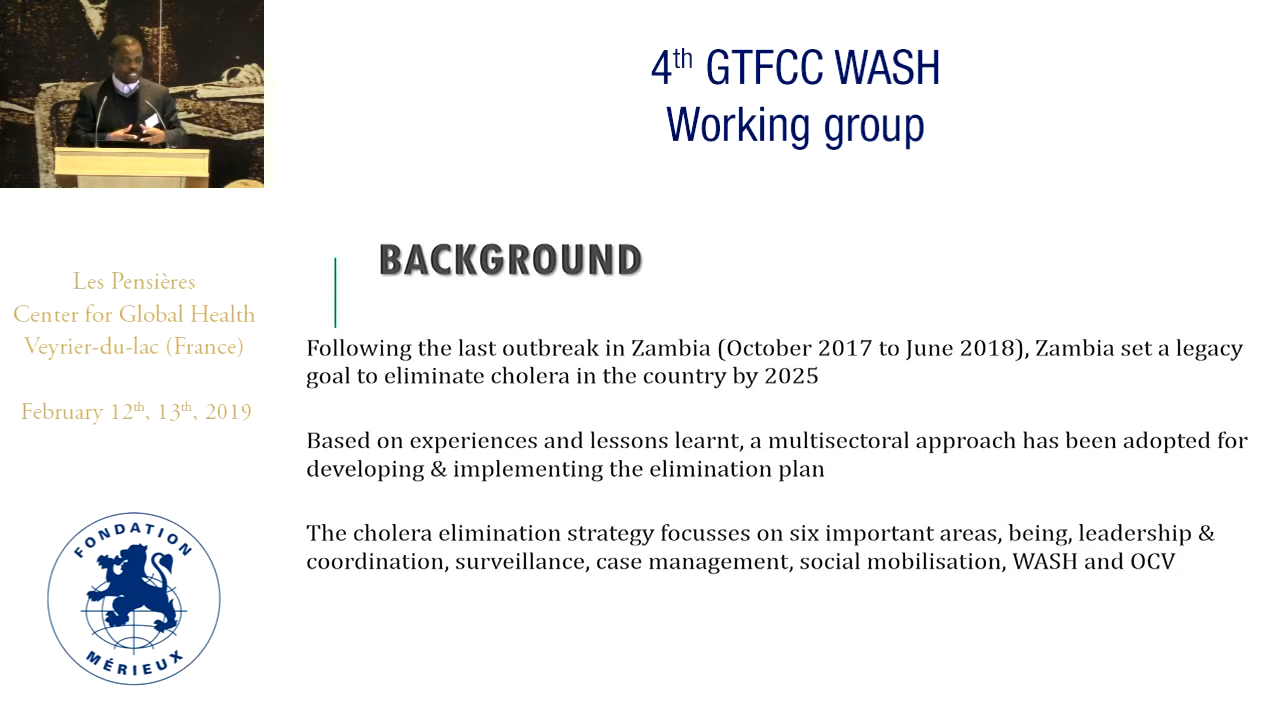 4th GTFCC WASH
Working group
Les Pensières
Center for Global Health
Veyrier-du-lac (France)
February 12th, 13th, 2019
FONDATION
MÉRIEUX
BACKGROUND
Following the last outbreak in Zambia (October 2017 to June 2018), Zambia set a legacy
goal to eliminate cholera in the country by 2025
Based on experiences and lessons learnt, a multisectoral approach has been adopted for
developing & implementing the elimination plan
The cholera elimination strategy focusses on six important areas, being, leadership &
coordination, surveillance, case management, social mobilisation, WASH and OCV